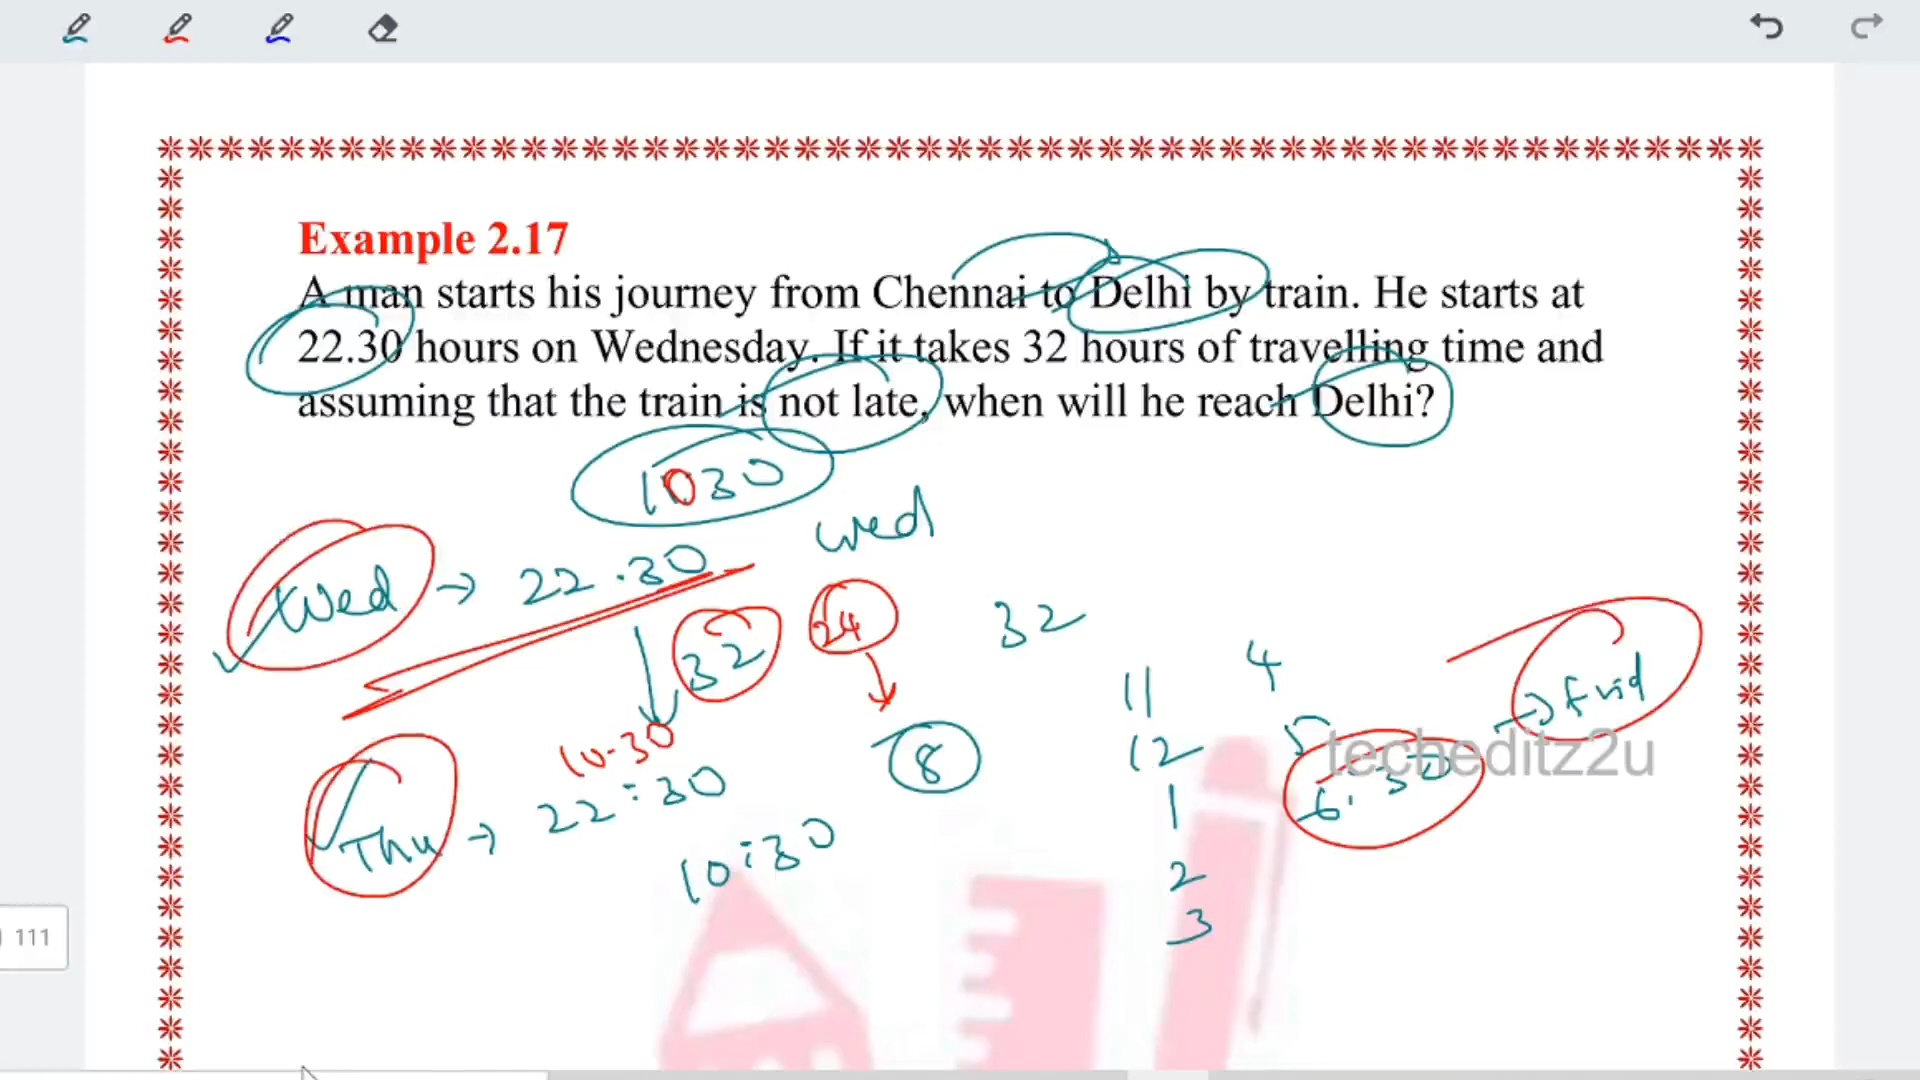 Example 2.17
A man starts his journey from Chennai to Delhi by train. He starts at
22.30 hours on Wednesday. If it takes 32 hours of travelling time and
assuming that the train is not late, when will he reach Delhi?
1030
wed
Wed → 22.30
32
24
32
11
4
→ Frid
10.30
8
12
5
techeditz2u
6.30
Thu → 22:30
1
10:30
2
3
111